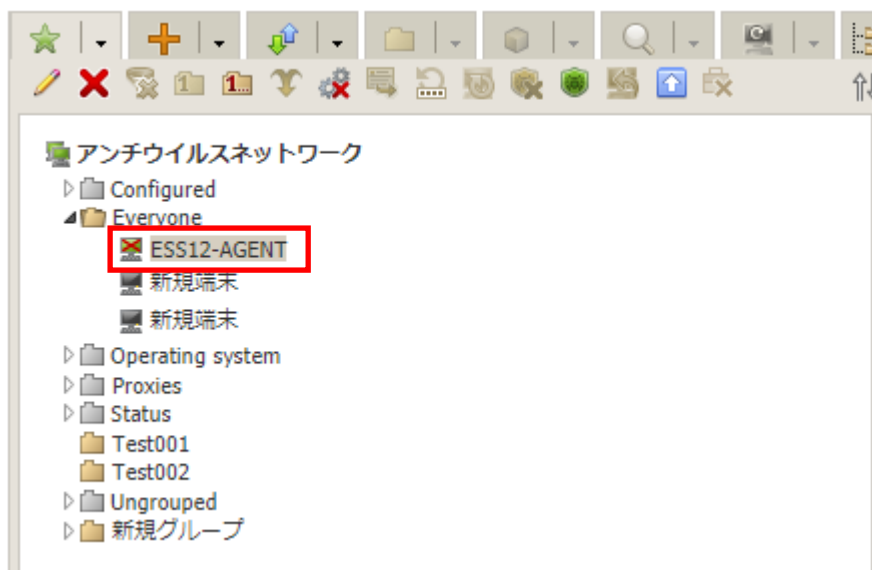 1 1...
アンチウイルスネットワーク
Configured
Everyone
ESS12-AGENT
新規端末
新規端末
Operating system
Proxies
Status
Test001
Test002
Ungrouped
新規グループ